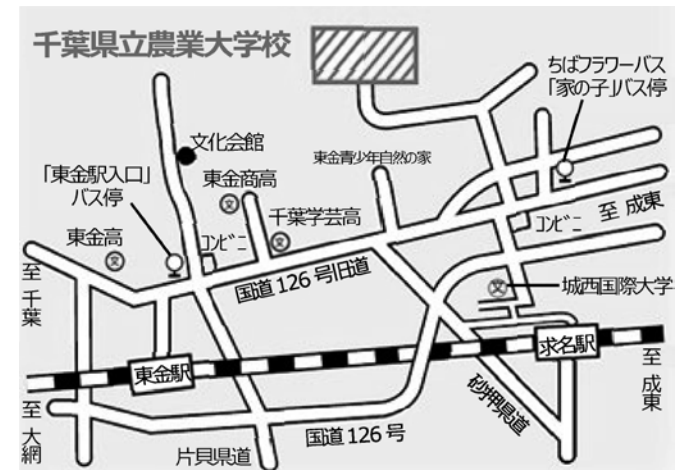 千葉県立農業大学校
ちばフラワーバス
「家の子」バス停
文化会館
東金青少年自然の家
「東金駅入口」
バス停
東金商高
千葉学芸高
コンビニ
至 成東
東金高
コンビニ
至 千葉
国道126号旧道
城西国際大学
文
文
文
文
東金駅
求名駅
至 成東
砂押県道
至 大網
国道126号
片貝県道